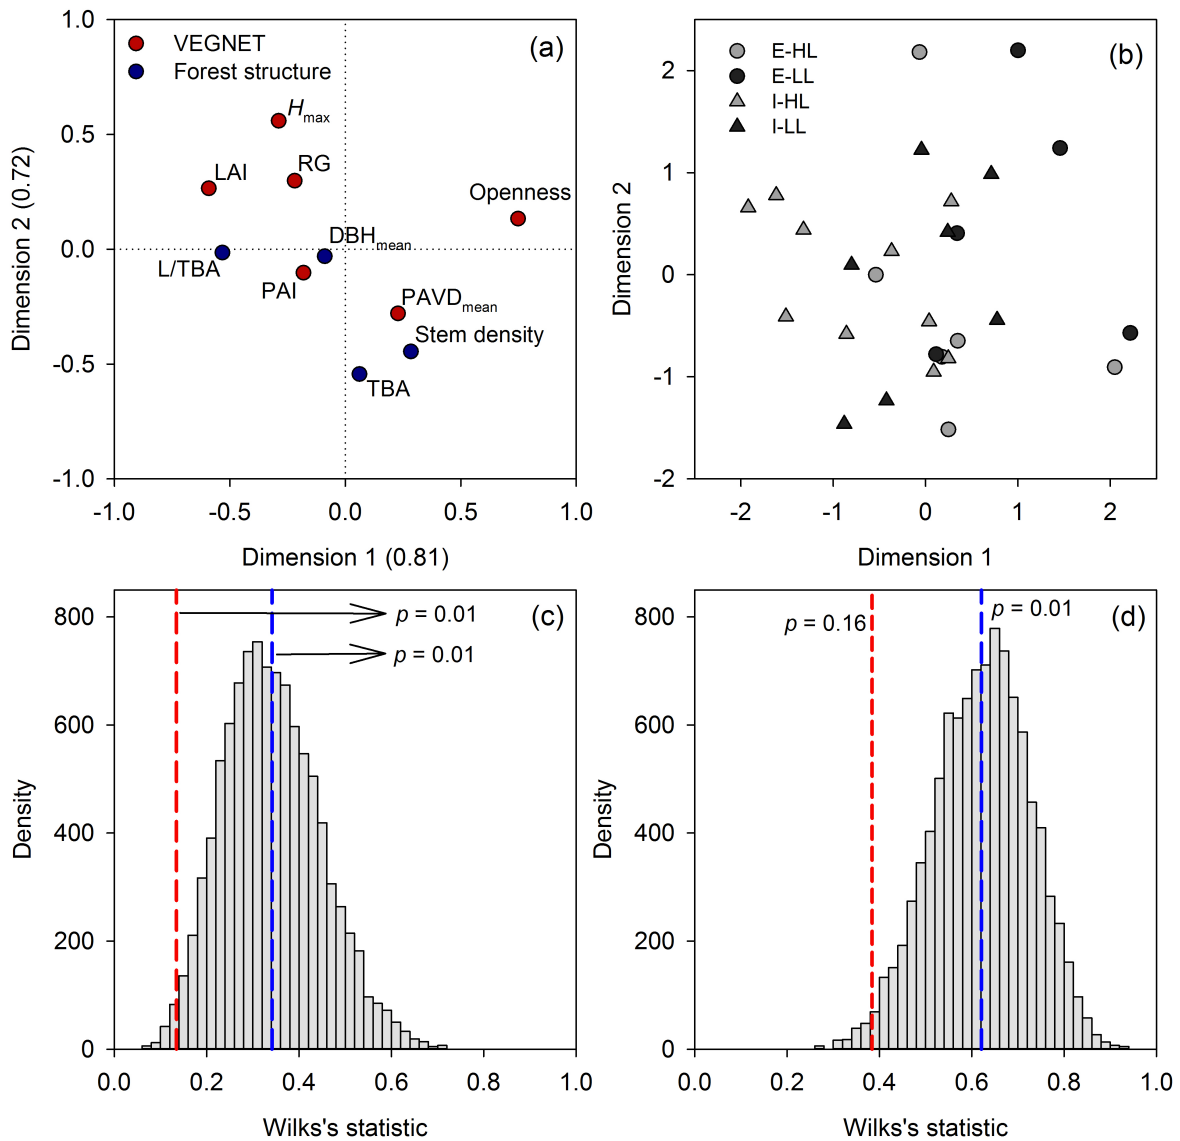 VEGNET
Forest structure
(a)
Hmax
RG
LAI
Openness
DBHmean
L/TBA
PAI
PAVDmean
Stem density
TBA
1.0
0.5
0.0
-0.5
-1.0
Dimension 2 (0.72)
-1.0 -0.5 0.0 0.5 1.0
Dimension 1 (0.81)
E-HL
E-LL
I-HL
I-LL
(b)
2
1
0
-1
-2
Dimension 2
-2 -1 0 1 2
Dimension 1
p = 0.01
p = 0.01
(c)
800
600
400
200
0
Density
0.0 0.2 0.4 0.6 0.8 1.0
Wilks's statistic
p = 0.16
p = 0.01
(d)
800
600
400
200
0
Density
0.0 0.2 0.4 0.6 0.8 1.0
Wilks's statistic